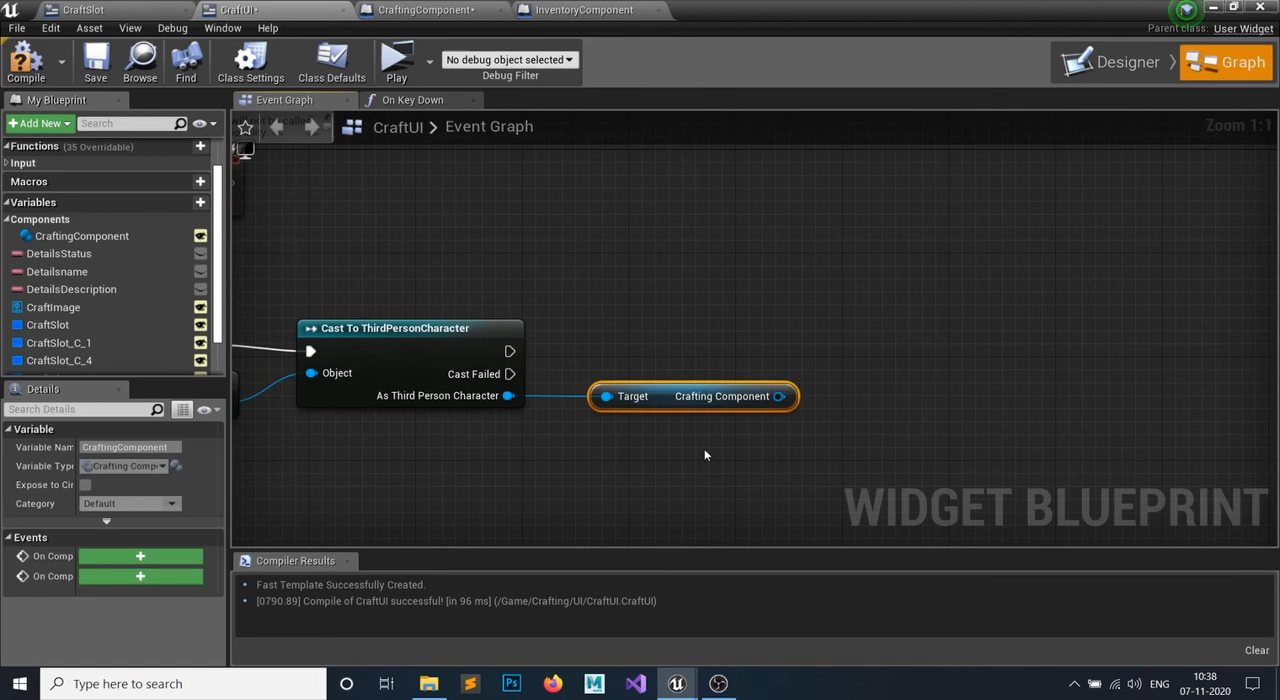 CraftSlot
CraftUI*
CraftingComponent*
InventoryComponent
File Edit Asset View Debug Window Help
Parent class: User Widget
Compile
Save
Browse
Find
Class Settings
Class Defaults
Play
No debug object selected
Debug Filter
Designer
Graph
My Blueprint
Event Graph
On Key Down
Add New
Search
CraftUI > Event Graph
Zoom 1:1
Functions (35 Overridable)
Input
Macros
Variables
Components
CraftingComponent
DetailsStatus
Detailsname
DetailsDescription
CraftImage
CraftSlot
CraftSlot_C_1
CraftSlot_C_4
Cast To ThirdPersonCharacter
Object
Cast Failed
As Third Person Character
Target
Crafting Component
Details
Search Details
Variable
Variable Nam CraftingComponent
Variable Type Crafting Comp
Expose to Cin
Category Default
Events
On Comp
On Comp
WIDGET BLUEPRINT
Compiler Results
Fast Template Successfully Created.
[0790.89] Compile of CraftUI successful! [in 96 ms] (/Game/Crafting/UI/CraftUI.CraftUI)
Clear
Type here to search
Ps
ENG
10:38
07-11-2020